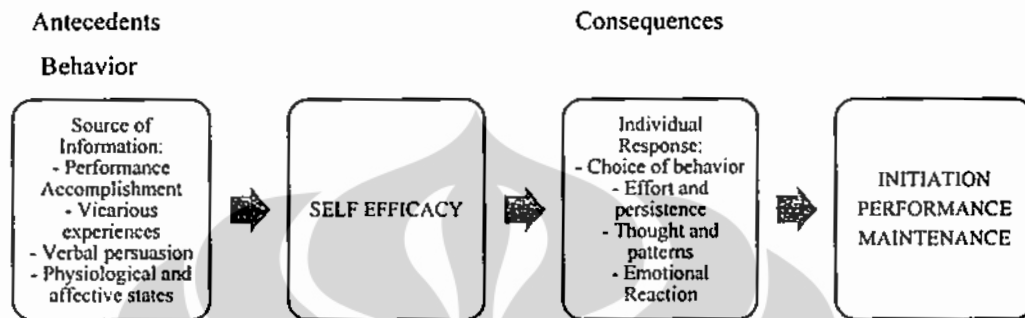 Antecedents
Consequences
Behavior
Source of
Information:
- Performance
Accomplishment
- Vicarious
experiences
- Verbal persuasion
- Physiological and
affective states
SELF EFFICACY
Individual
Response:
- Choice of behavior
- Effort and
persistence
- Thought and
patterns
- Emotional
Reaction
INITIATION
PERFORMANCE
MAINTENANCE